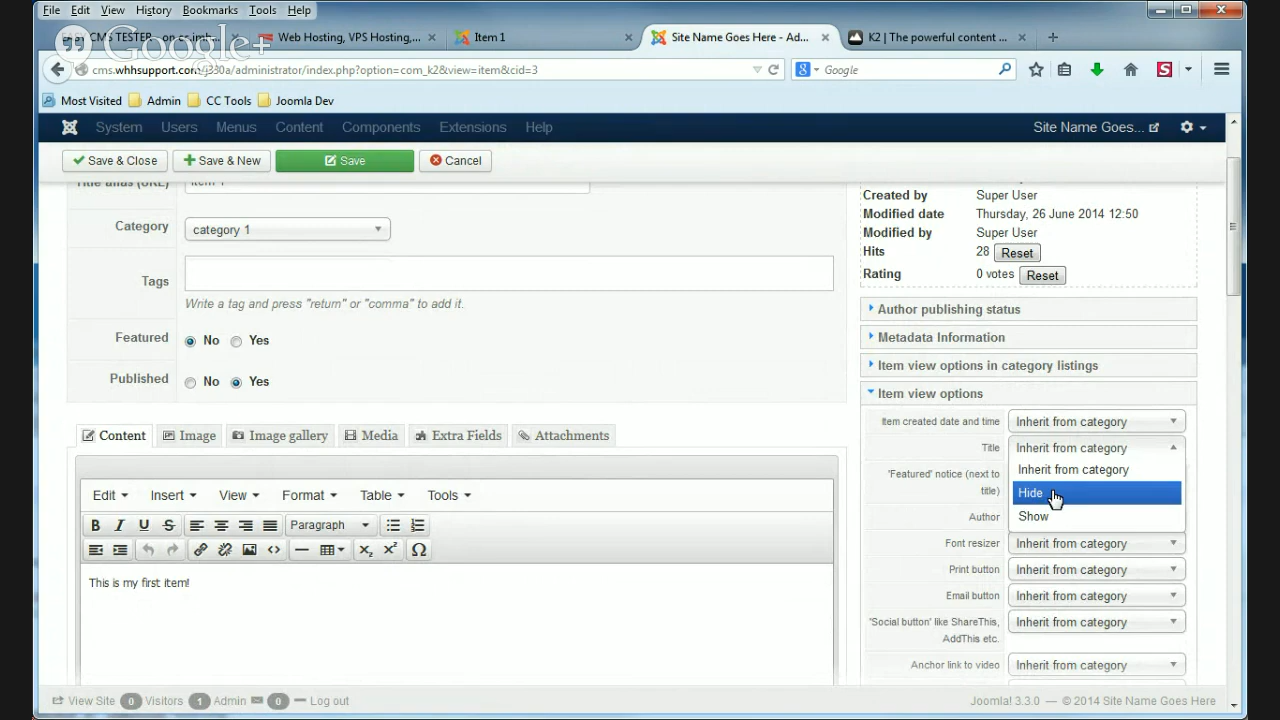 File Edit View History Bookmarks Tools Help
Google+
Web Hosting, VPS Hosting,...
Item 1
Site Name Goes Here - Ad...
K2 | The powerful content ...
cms.whhsupport.com/j330a/administrator/index.php?option=com_k2&view=item&cid=3
Google
Most Visited Admin CC Tools Joomla Dev
System Users Menus Content Components Extensions Help
Site Name Goes...
Save & Close Save & New Save Cancel
Title alias (URL)
Category category 1
Tags
Write a tag and press "return" or "comma" to add it.
Featured No Yes
Published No Yes
Content Image Image gallery Media Extra Fields Attachments
Edit Insert View Format Table Tools
B I U S Paragraph
This is my first item!
Created by Super User
Modified date Thursday, 26 June 2014 12:50
Modified by Super User
Hits 28 Reset
Rating 0 votes Reset
Author publishing status
Metadata Information
Item view options in category listings
Item view options
Item created date and time Inherit from category
Title Inherit from category
Inherit from category
Hide
Show
'Featured' notice (next to
title)
Author
Font resizer Inherit from category
Print button Inherit from category
Email button Inherit from category
'Social button' like ShareThis, Inherit from category
AddThis etc.
Anchor link to video Inherit from category
View Site 0 Visitors 1 Admin 0 Log out
Joomla! 3.3.0 — © 2014 Site Name Goes Here